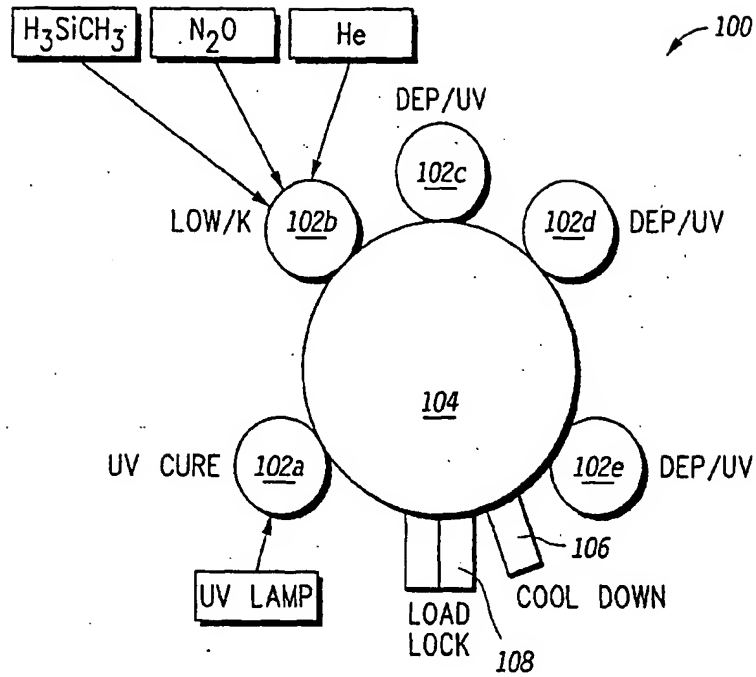 H3SiCH3
N2O
He
100
DEP/UV
102c
LOW/K
102b
102d
DEP/UV
104
UV CURE
102a
102e
DEP/UV
106
UV LAMP
LOAD
LOCK
COOL DOWN
108